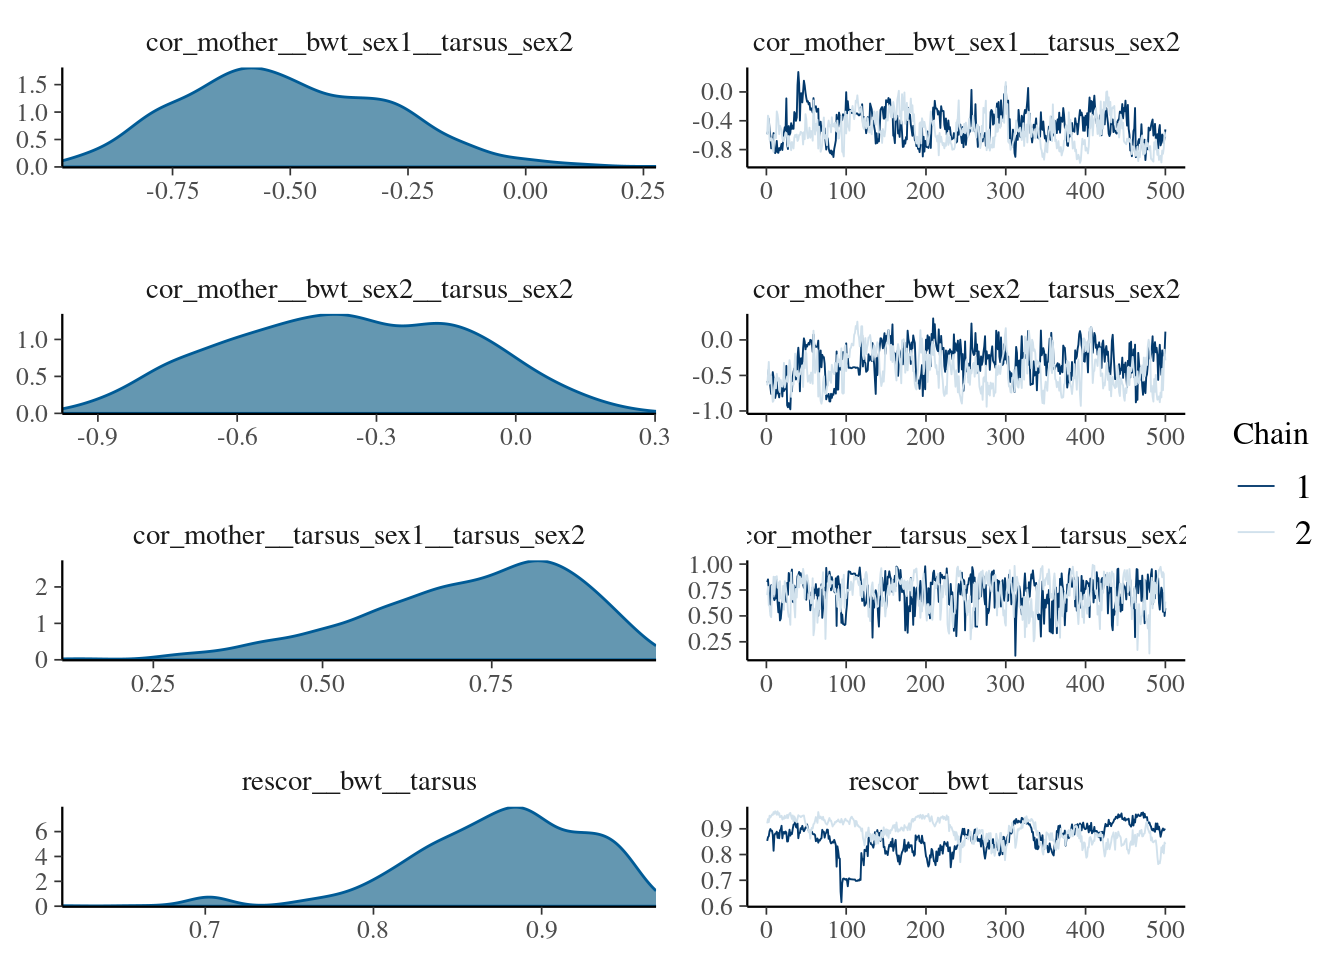 cor_mother__bwt_sex1__tarsus_sex2
1.5
1.0
0.5
0.0
-0.75 -0.50 -0.25 0.00 0.25
cor_mother__bwt_sex1__tarsus_sex2
0.0
-0.4
-0.8
0 100 200 300 400 500
cor_mother__bwt_sex2__tarsus_sex2
1.0
0.5
0.0
-0.9 -0.6 -0.3 0.0 0.3
cor_mother__bwt_sex2__tarsus_sex2
0.0
-0.5
-1.0
0 100 200 300 400 500
cor_mother__tarsus_sex1__tarsus_sex2
2
1
0
0.25 0.50 0.75
cor_mother__tarsus_sex1__tarsus_sex2
1.00
0.75
0.50
0.25
0 100 200 300 400 500
rescor__bwt__tarsus
6
4
2
0
0.7 0.8 0.9
rescor__bwt__tarsus
0.9
0.8
0.7
0.6
0 100 200 300 400 500
Chain
1
2